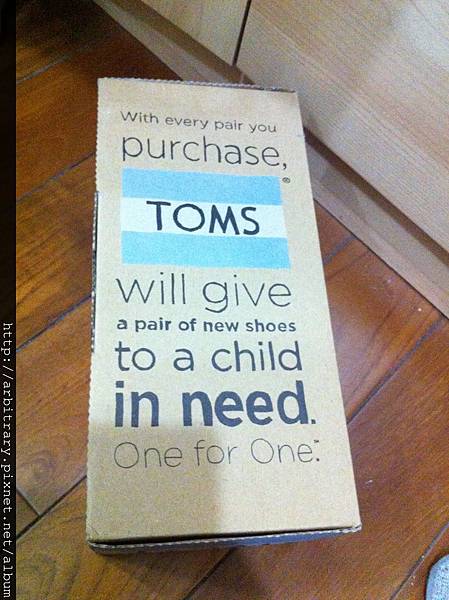 With every pair you
purchase,
TOMS®
will give
a pair of new shoes
to a child
in need.
One for One.™
http://arbitrary.pixnet.net/album